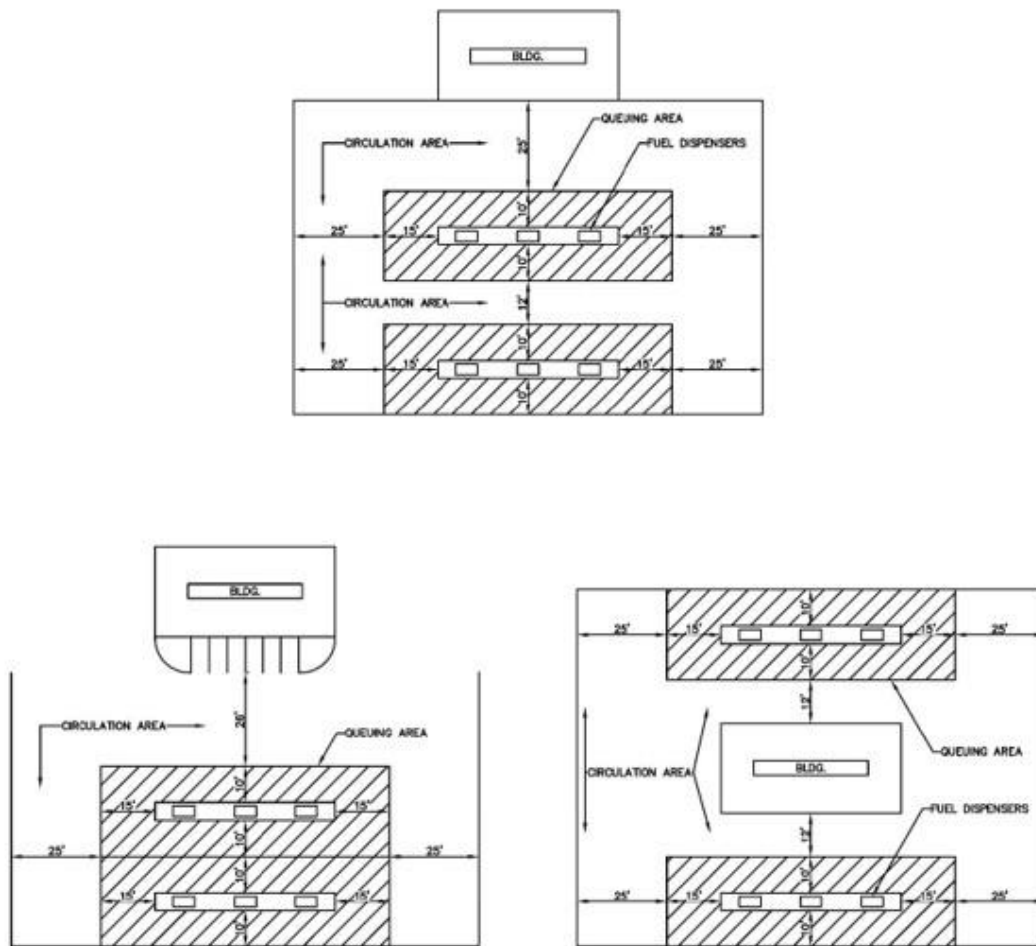 BLDG.
QUEUING AREA
CIRCULATION AREA
FUEL DISPENSERS
25'
10'
25' 15' 15' 25'
10'
CIRCULATION AREA
12'
10'
25' 15' 15' 25'
10'
BLDG.
26'
CIRCULATION AREA
QUEUING AREA
10'
15' 15'
10'
25' 25'
10'
15' 15'
10'
10'
25' 15' 15' 25'
10'
12'
QUEUING AREA
CIRCULATION AREA
BLDG.
FUEL DISPENSERS
12'
10'
25' 15' 15' 25'
10'